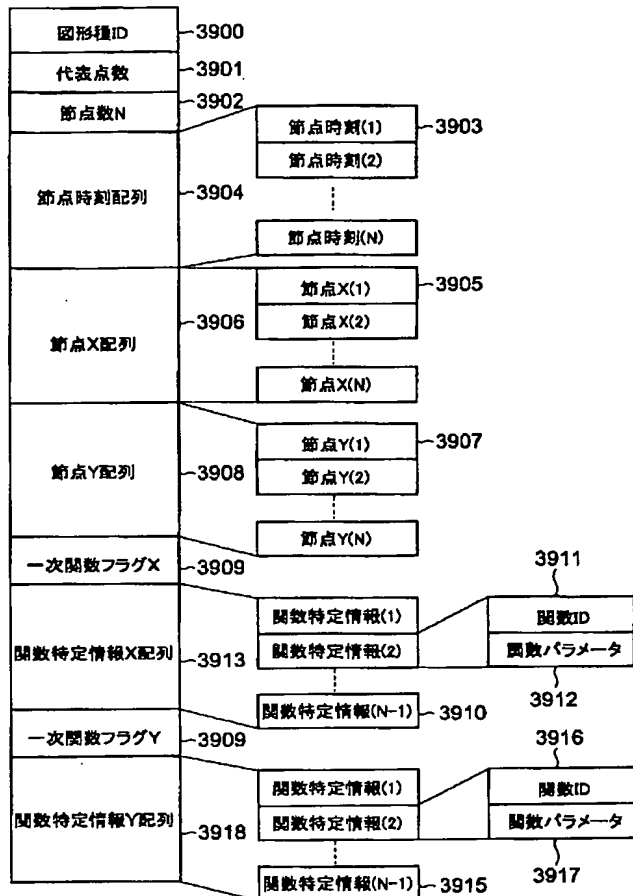 図形種ID
3900
代表点数
3901
節点数N
3902
節点時刻配列
3904
節点時刻(1)
3903
節点時刻(2)
節点時刻(N)
節点X配列
3906
節点X(1)
3905
節点X(2)
節点X(N)
節点Y配列
3908
節点Y(1)
3907
節点Y(2)
節点Y(N)
一次関数フラグX
3909
関数特定情報X配列
3913
関数特定情報(1)
関数特定情報(2)
関数特定情報(N-1)
3910
3911
関数ID
関数パラメータ
3912
一次関数フラグY
3909
関数特定情報Y配列
3918
関数特定情報(1)
関数特定情報(2)
関数特定情報(N-1)
3915
3916
関数ID
関数パラメータ
3917